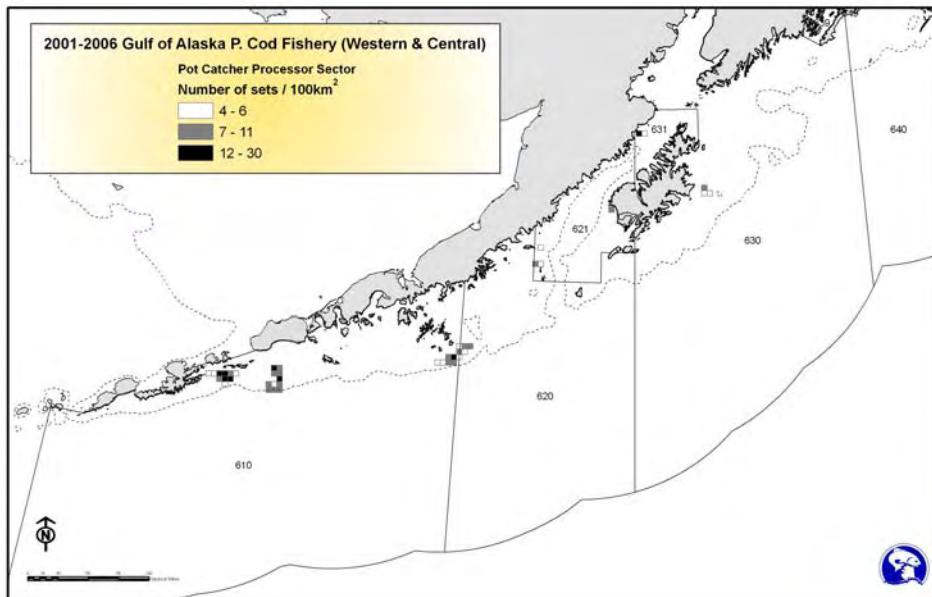 2001-2006 Gulf of Alaska P. Cod Fishery (Western & Central)
Pot Catcher Processor Sector
Number of sets / 100km2
4 - 6
7 - 11
12 - 30
631
640
621
630
620
610
N